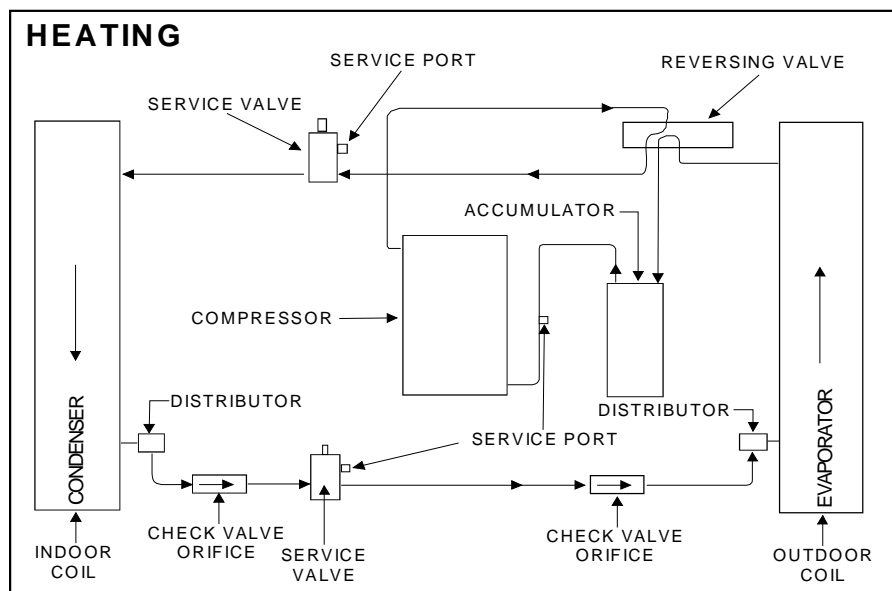 HEATING
SERVICE PORT
REVERSING VALVE
SERVICE VALVE
ACCUMULATOR
COMPRESSOR
DISTRIBUTOR
DISTRIBUTOR
SERVICE PORT
CONDENSER
EVAPORATOR
INDOOR
COIL
CHECK VALVE
ORIFICE
SERVICE
VALVE
CHECK VALVE
ORIFICE
OUTDOOR
COIL